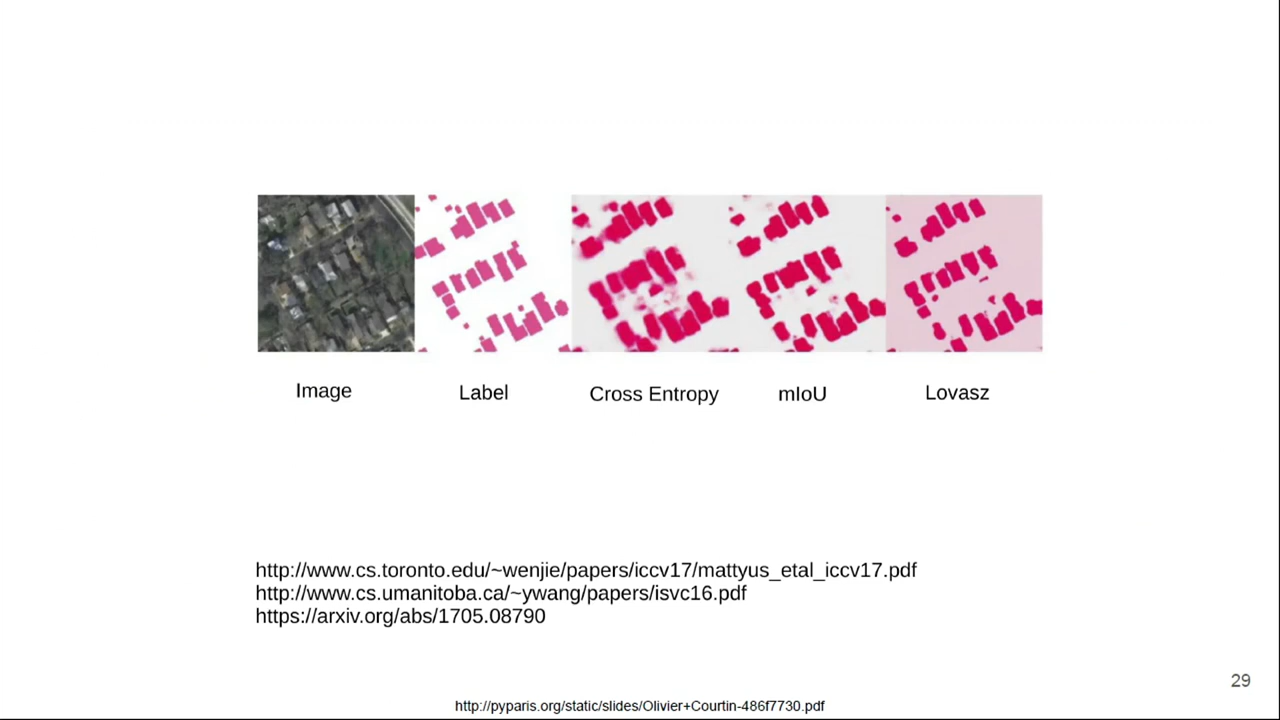 Image
Label
Cross Entropy
mIoU
Lovasz
http://www.cs.toronto.edu/~wenjie/papers/iccv17/mattyus_etal_iccv17.pdf
http://www.cs.umanitoba.ca/~ywang/papers/isvc16.pdf
https://arxiv.org/abs/1705.08790
29
http://pyparis.org/static/slides/Olivier+Courtin-486f7730.pdf